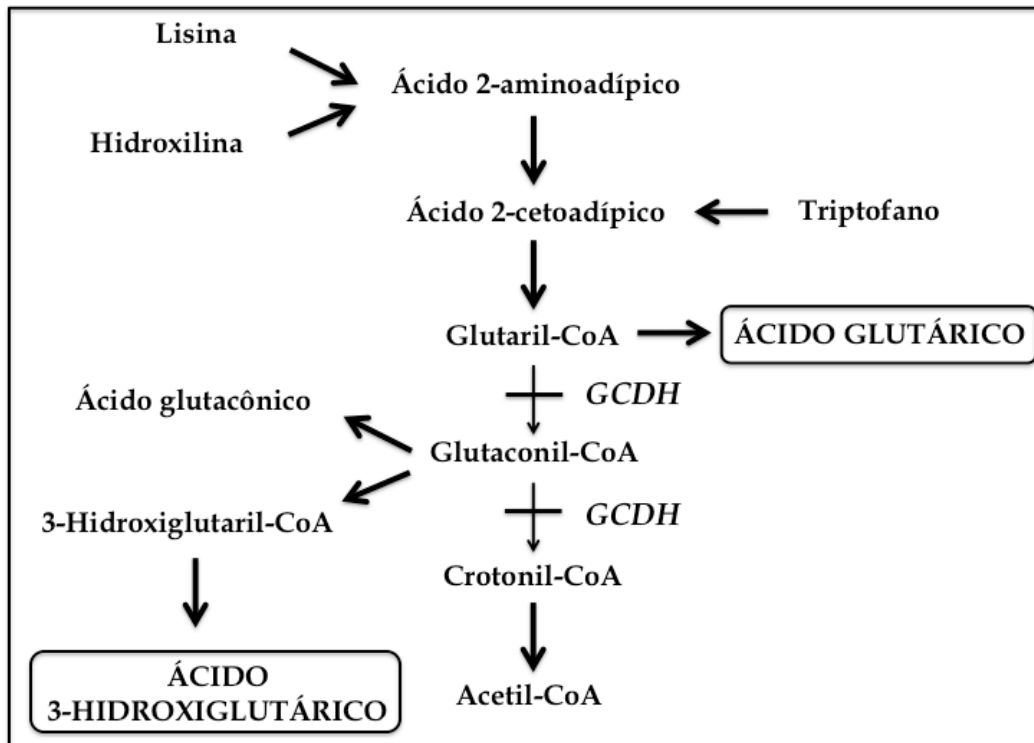 Lisina
Ácido 2-aminoadípico
Hidroxilina
Ácido 2-cetoadípico
Triptofano
Glutaril-CoA
ÁCIDO GLUTÁRICO
GCDH
Ácido glutacônico
Glutaconil-CoA
3-Hidroxiglutaril-CoA
GCDH
Crotonil-CoA
ÁCIDO
3-HIDROXIGLUTÁRICO
Acetil-CoA